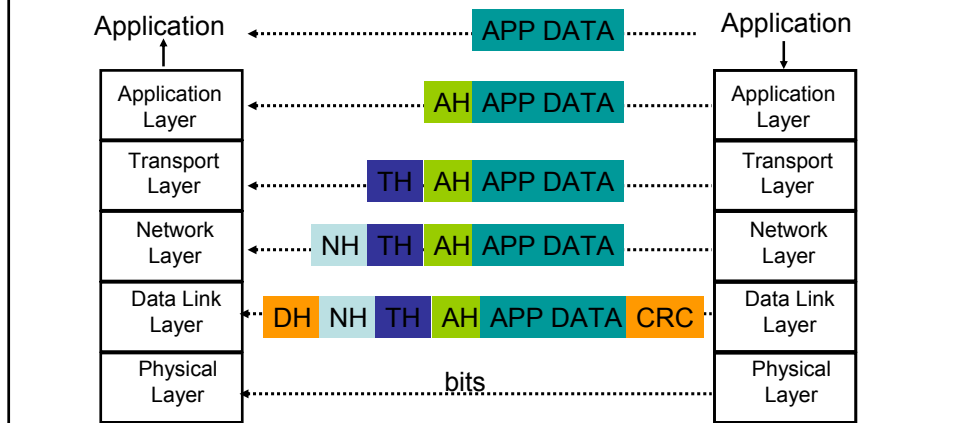 Application APP DATA Application
Application AH APP DATA Application
Layer Layer
Transport TH AH APP DATA Transport
Layer Layer
Network NH TH AH APP DATA Network
Layer Layer
Data Link DH NH TH AH APP DATA CRC Data Link
Layer Layer
Physical bits Physical
Layer Layer